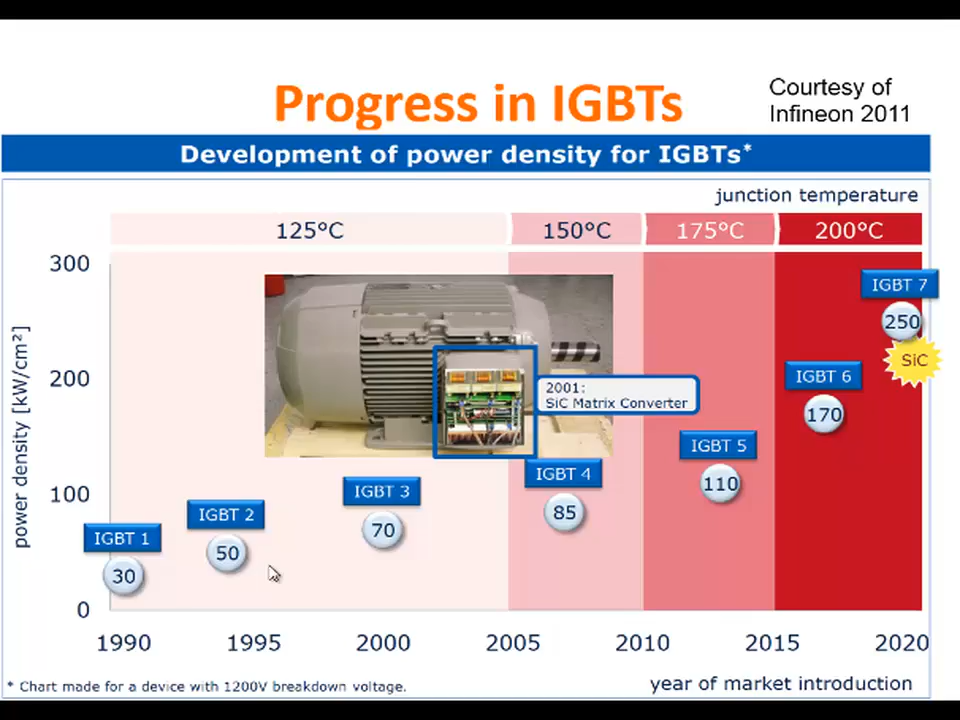 Progress in IGBTs
Courtesy of
Infineon 2011
Development of power density for IGBTs*
junction temperature
125°C 150°C 175°C 200°C
300
200
100
0
power density [kW/cm²]
IGBT 1
30
IGBT 2
50
IGBT 3
70
IGBT 4
85
IGBT 5
110
IGBT 6
170
IGBT 7
250
SiC
2001:
SiC Matrix Converter
1990 1995 2000 2005 2010 2015 2020
* Chart made for a device with 1200V breakdown voltage.
year of market introduction